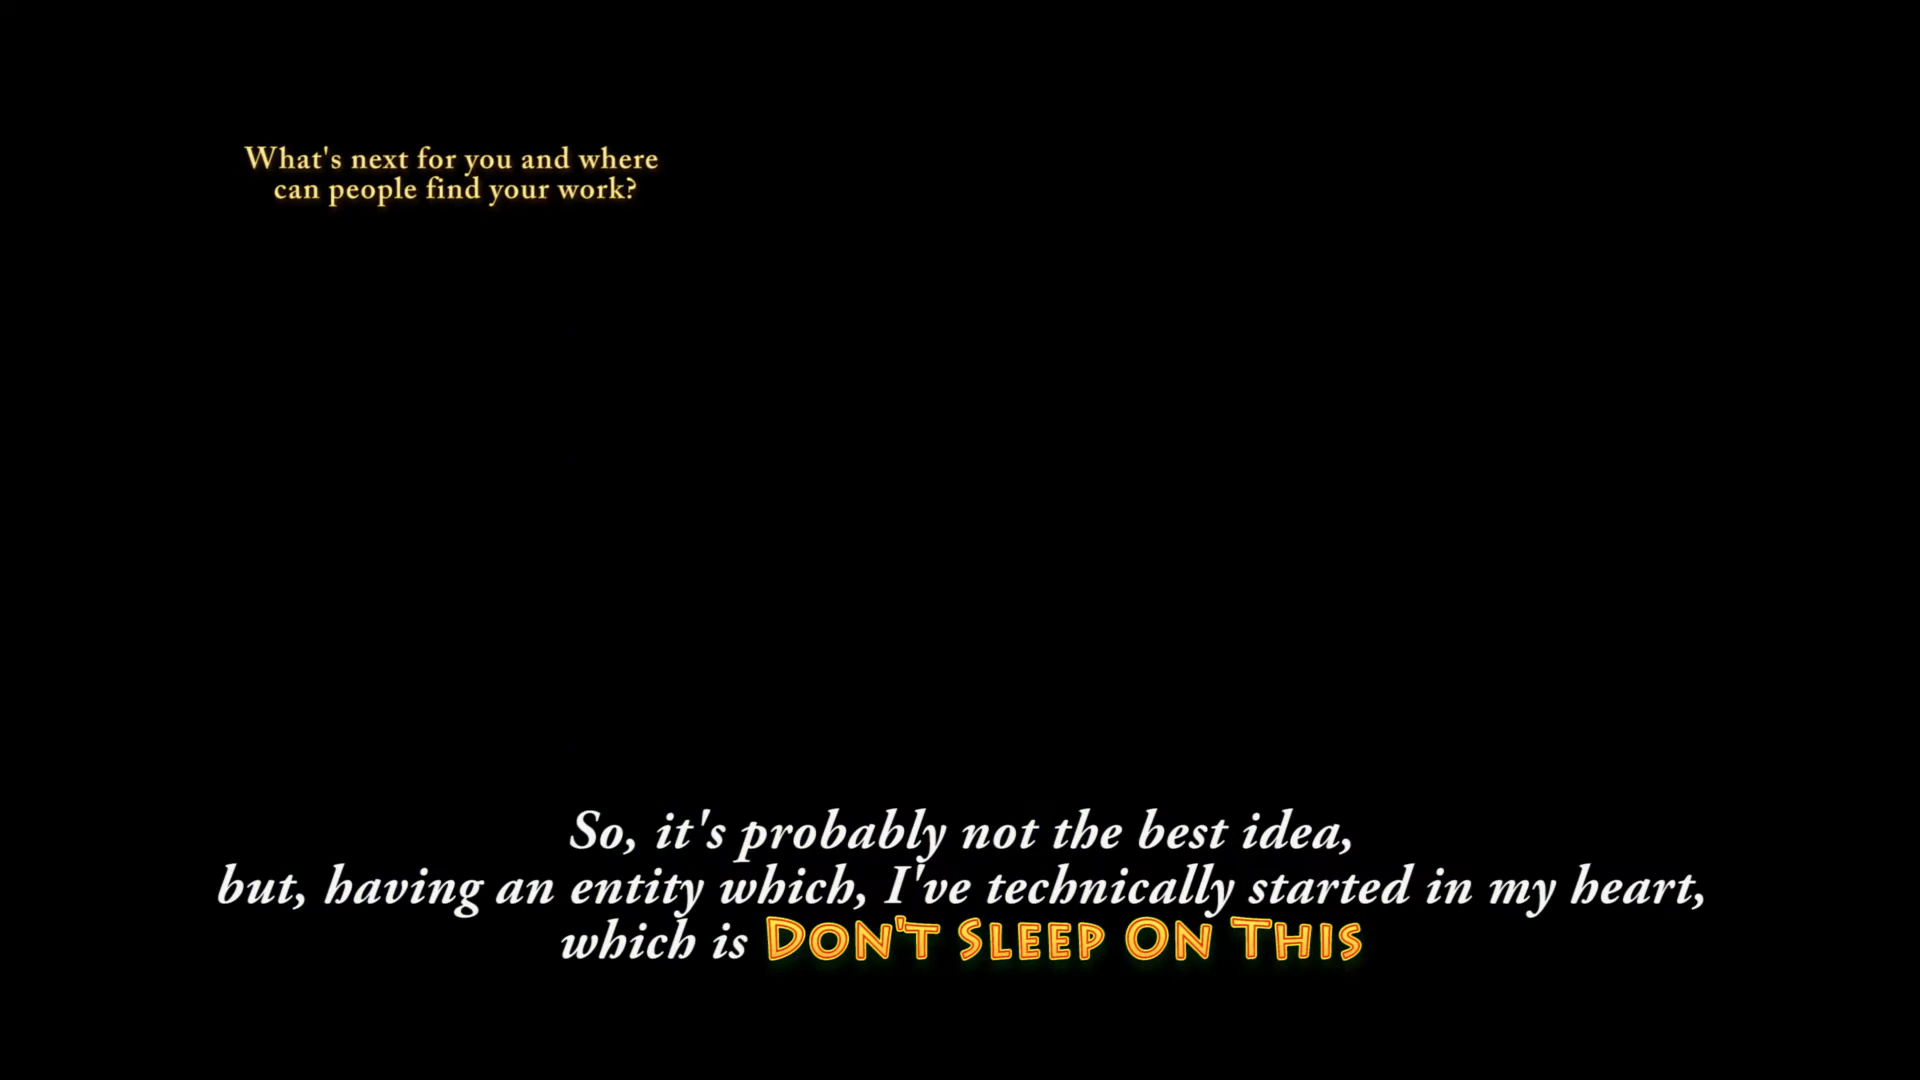 What's next for you and where
can people find your work?
So, it's probably not the best idea,
but, having an entity which, I've technically started in my heart,
which is DON'T SLEEP ON THIS